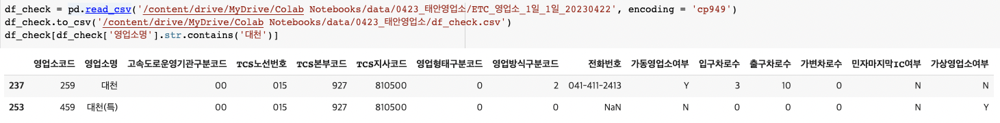 df_check = pd.read_csv('/content/drive/MyDrive/Colab Notebooks/data/0423_태안영업소/ETC_영업소_1일_1일_20230422', encoding = 'cp949')
df_check.to_csv('/content/drive/MyDrive/Colab Notebooks/data/0423_태안영업소/df_check.csv')
df_check[df_check['영업소명'].str.contains('대천')]
영업소코드 영업소명 고속도로운영기관구분코드 TCS노선번호 TCS본부코드 TCS지사코드 영업형태구분코드 영업방식구분코드 전화번호 가동영업소여부 입구차로수 출구차로수 가변차로수 민자마지막IC여부 가상영업소여부
237 259 대천 00 015 927 810500 0 2 041-411-2413 Y 3 10 0 N N
253 459 대천(특) 00 015 927 810500 0 0 NaN N 0 0 0 N Y